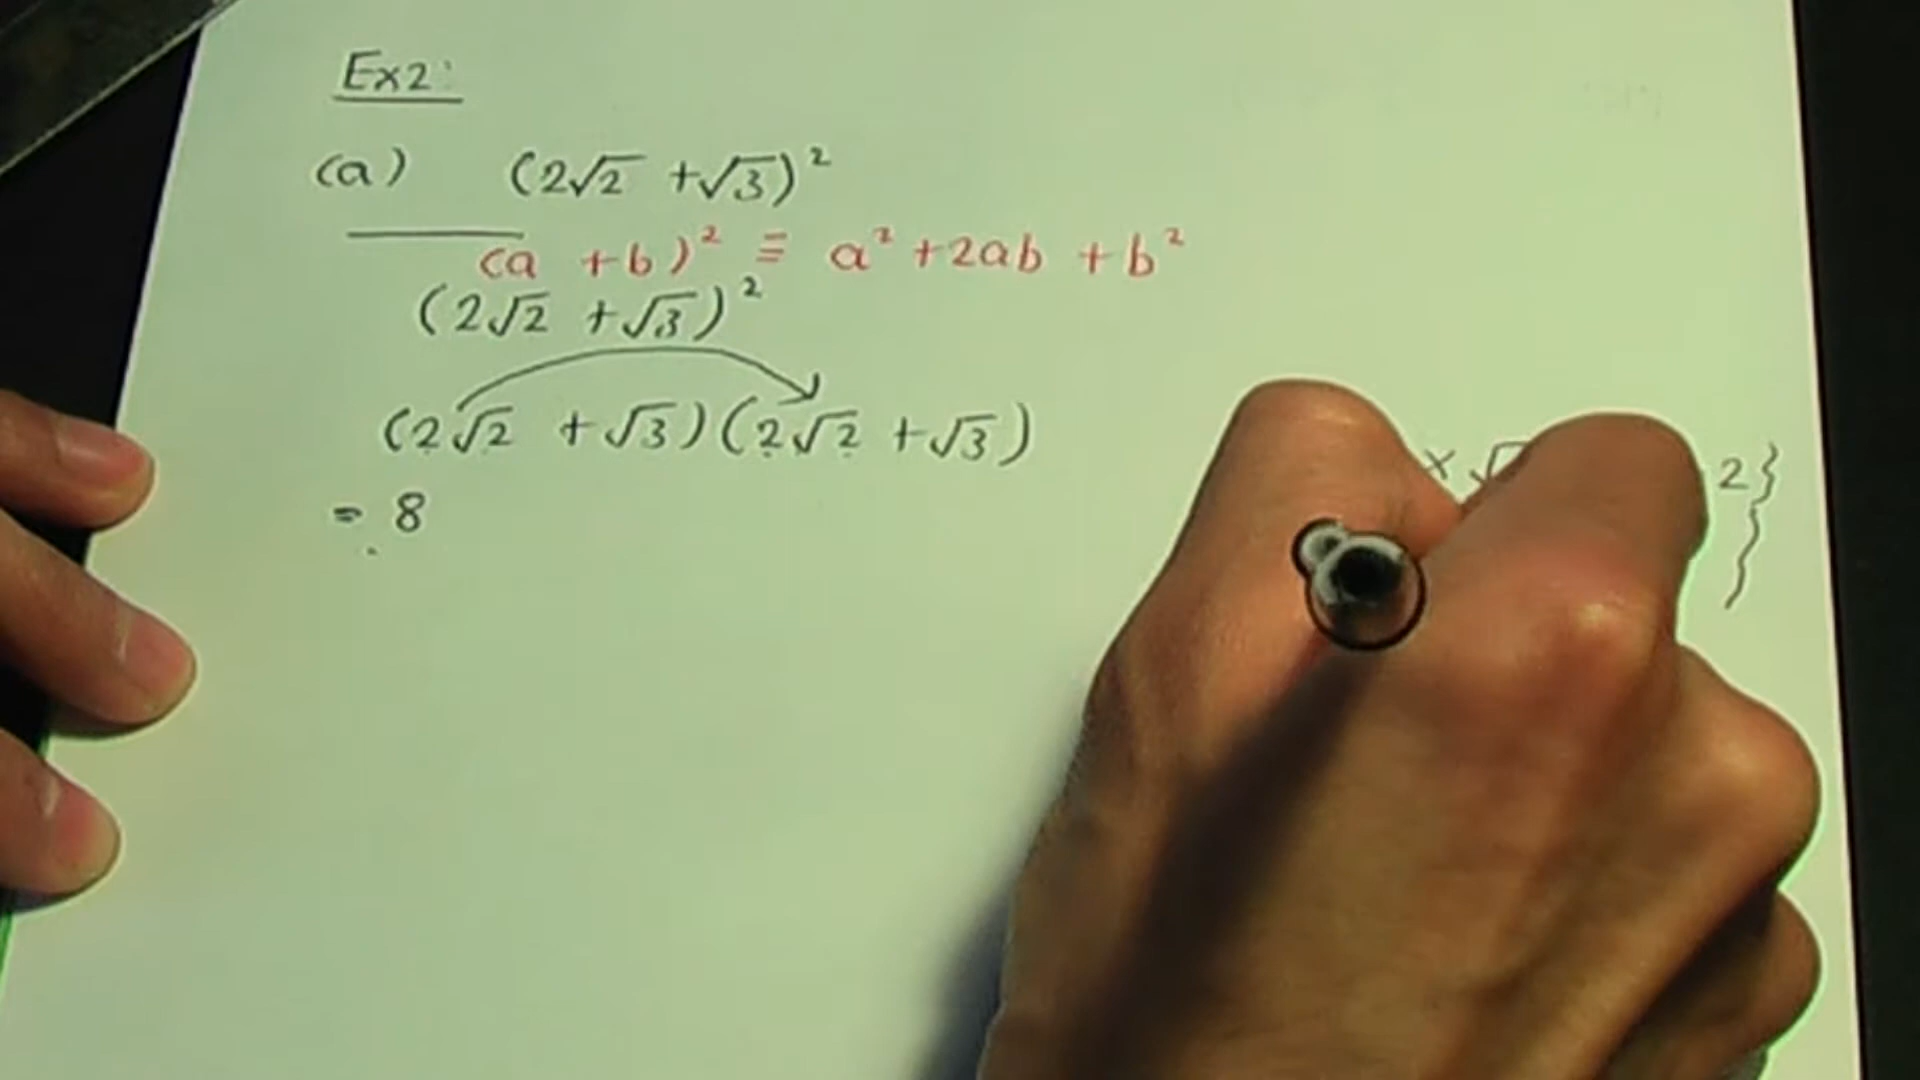 Ex2:
(a) (2√2 +√3)²
(a +b)² ≡ a² +2ab +b²
(2√2 +√3)²
(2√2 +√3)(2√2 +√3)
× √ 2}
= 8